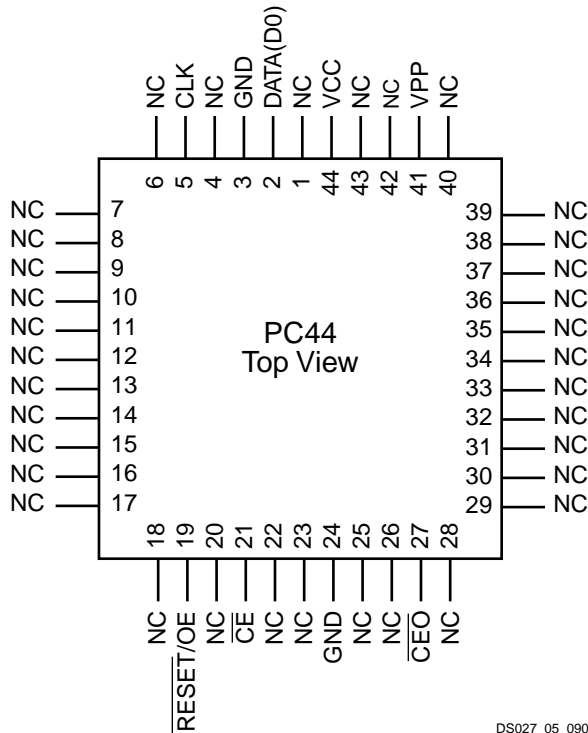 NC CLK NC GND DATA(D0) NC VCC NC NC VPP NC
6 5 4 3 2 1 44 43 42 41 40
NC 7 39 NC
NC 8 38 NC
NC 9 37 NC
NC 10 36 NC
NC 11 35 NC
NC 12 34 NC
NC 13 33 NC
NC 14 32 NC
NC 15 31 NC
NC 16 30 NC
NC 17 29 NC
PC44
Top View
18 19 20 21 22 23 24 25 26 27 28
NC RESET/OE NC CE NC NC GND NC NC CEO NC
DS027_05_090